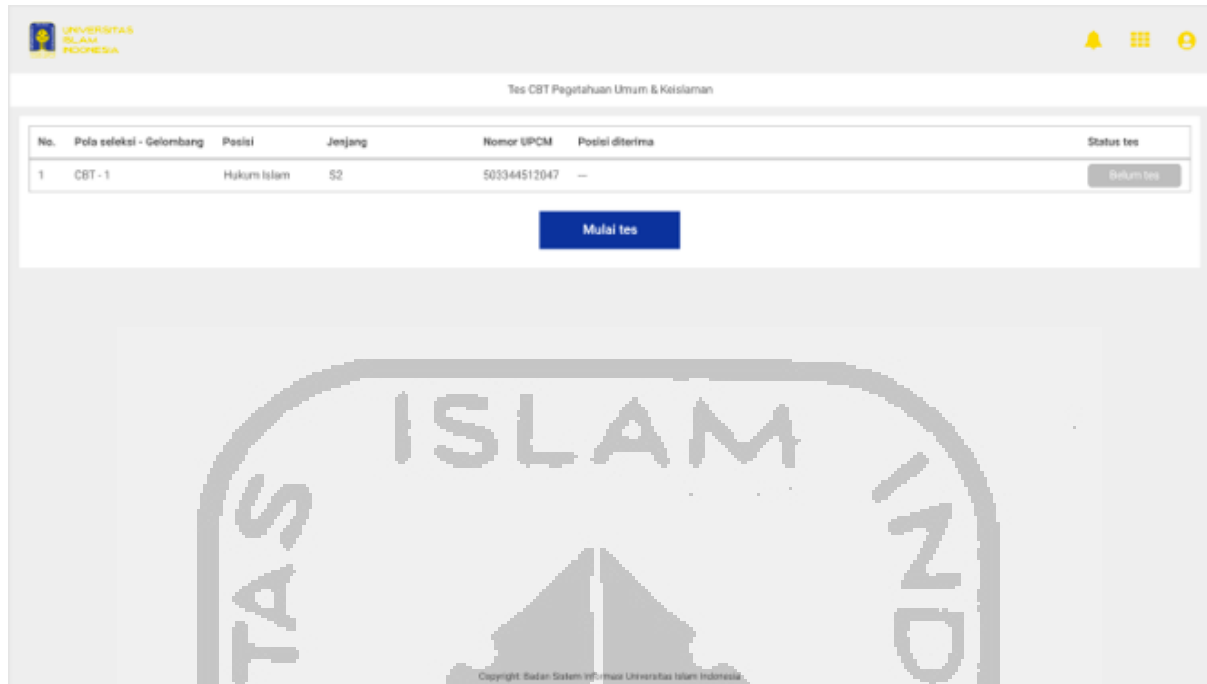 UNIVERSITAS
ISLAM
INDONESIA
Tes CBT Pegetahuan Umum & Keislaman
No. Pola seleksi - Gelombang Posisi Jenjang Nomor UPCM Posisi diterima Status tes
1 CBT - 1 Hukum Islam S2 503344512047 — Belum tes
Mulai tes
ISLAM
TAS
IND
Copyright Badan Sistem Informasi Universitas Islam Indonesia